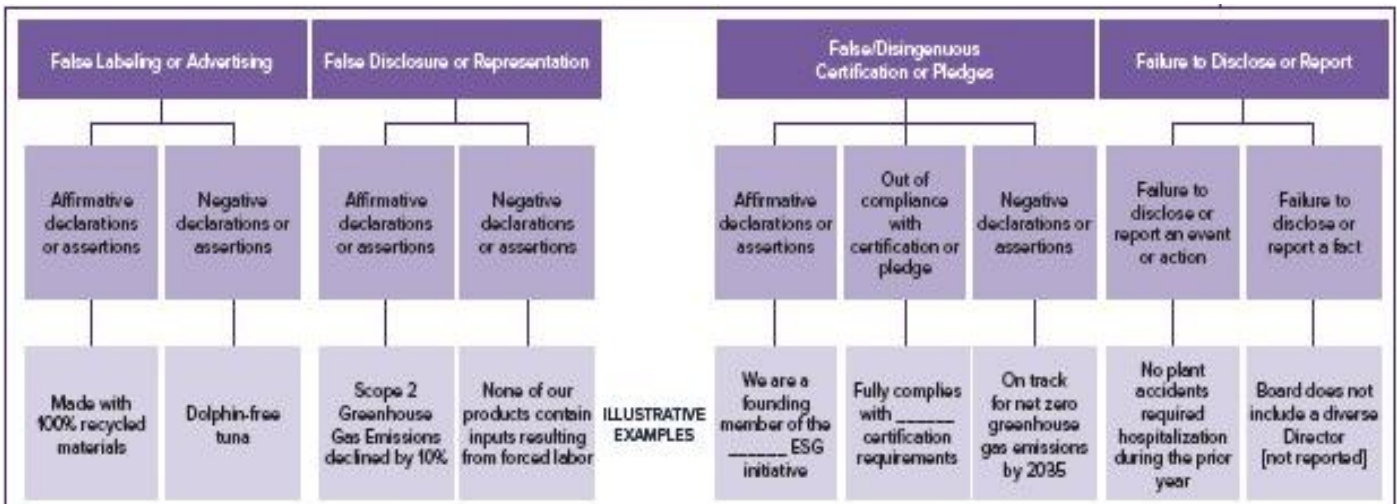 False Labeling or Advertising
False Disclosure or Representation
False/Disingenuous
Certification or Pledges
Failure to Disclose or Report
Affirmative
declarations
or assertions
Negative
declarations or
assertions
Affirmative
declarations
or assertions
Negative
declarations
or assertions
Affirmative
declarations or
assertions
Out of
compliance
with
certification or
pledge
Negative
declarations or
assertions
Failure to
disclose or
report an event
or action
Failure to
disclose or
report a fact
Made with
100% recycled
materials
Dolphin-free
tuna
Scope 2
Greenhouse
Gas Emissions
declined by 10%
None of our
products contain
inputs resulting
from forced labor
ILLUSTRATIVE
EXAMPLES
We are a
founding
member of the
______ ESG
initiative
Fully complies
with ______
certification
requirements
On track
for net zero
greenhouse
gas emissions
by 2035
No plant
accidents
required
hospitalization
during the prior
year
Board does not
include a diverse
Director
[not reported]